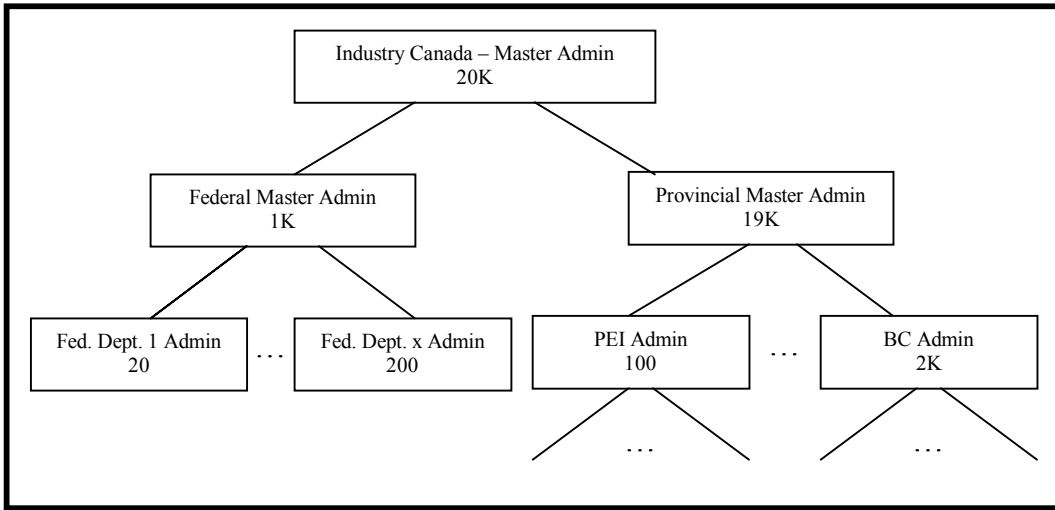 Industry Canada – Master Admin
20K
Federal Master Admin
1K
Provincial Master Admin
19K
Fed. Dept. 1 Admin
20
...
Fed. Dept. x Admin
200
PEI Admin
100
...
BC Admin
2K
...
...